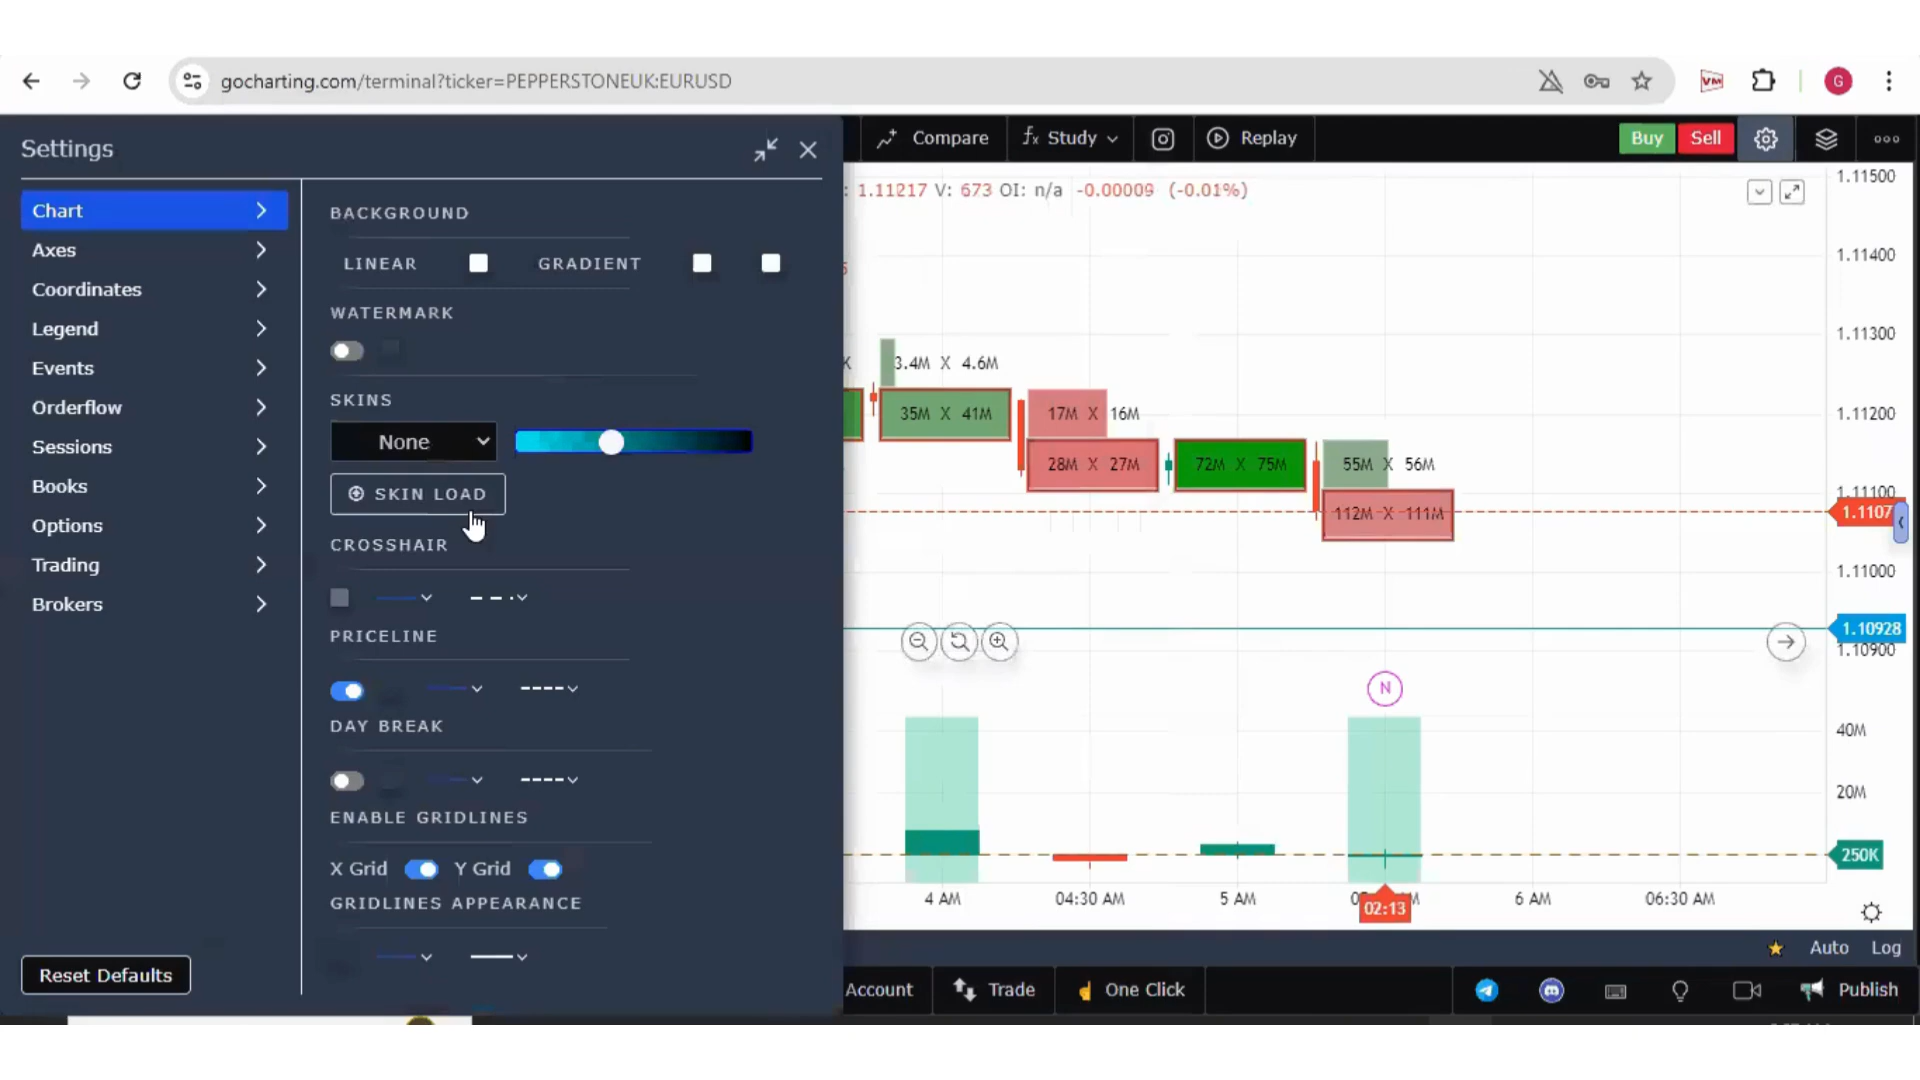 gocharting.com/terminal?ticker=PEPPERSTONEUK:EURUSD
VM
G
Settings
Compare
fx Study
Replay
Buy
Sell
Chart
Axes
Coordinates
Legend
Events
Orderflow
Sessions
Books
Options
Trading
Brokers
Reset Defaults
BACKGROUND
LINEAR
GRADIENT
WATERMARK
SKINS
None
SKIN LOAD
CROSSHAIR
PRICELINE
DAY BREAK
ENABLE GRIDLINES
X Grid
Y Grid
GRIDLINES APPEARANCE
: 1.11217 V: 673 OI: n/a -0.00009 (-0.01%)
K
3.4M X 4.6M
35M X 41M
17M X 16M
28M X 27M
72M X 75M
55M X 56M
112M X 111M
N
1.11500
1.11400
1.11300
1.11200
1.11100
1.1107
1.11000
1.10928
1.10900
40M
20M
250K
4 AM
04:30 AM
5 AM
02:13
6 AM
06:30 AM
Auto
Log
Account
Trade
One Click
Publish